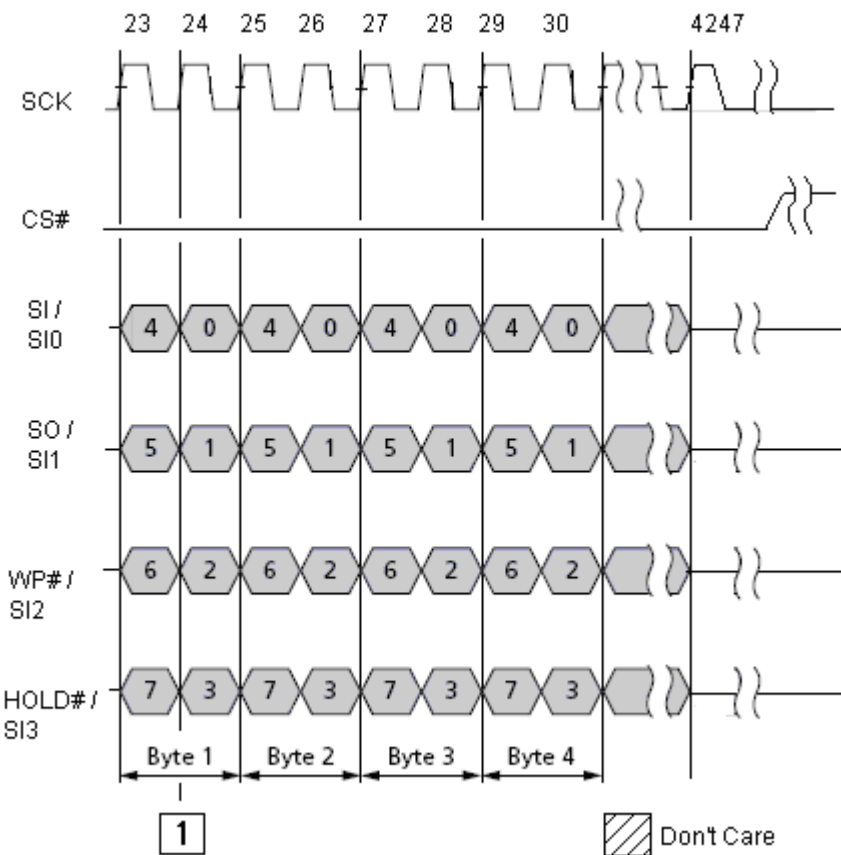 23 24 25 26 27 28 29 30 4247
SCK
CS#
SI /
SI0
4 0 4 0 4 0 4 0
SO /
SI1
5 1 5 1 5 1 5 1
WP# /
SI2
6 2 6 2 6 2 6 2
HOLD# /
SI3
7 3 7 3 7 3 7 3
Byte 1 Byte 2 Byte 3 Byte 4
1
Don't Care